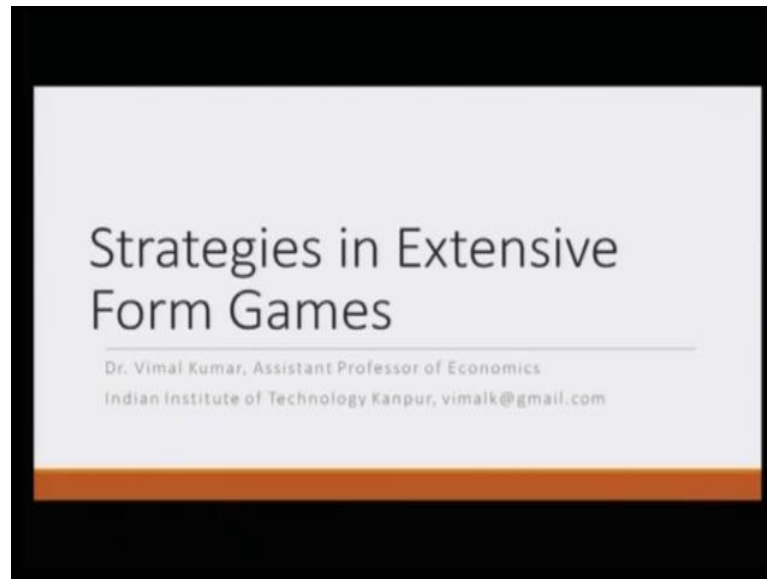 Strategies in Extensive
Form Games
Dr. Vimal Kumar, Assistant Professor of Economics
Indian Institute of Technology Kanpur, vimalk@gmail.com